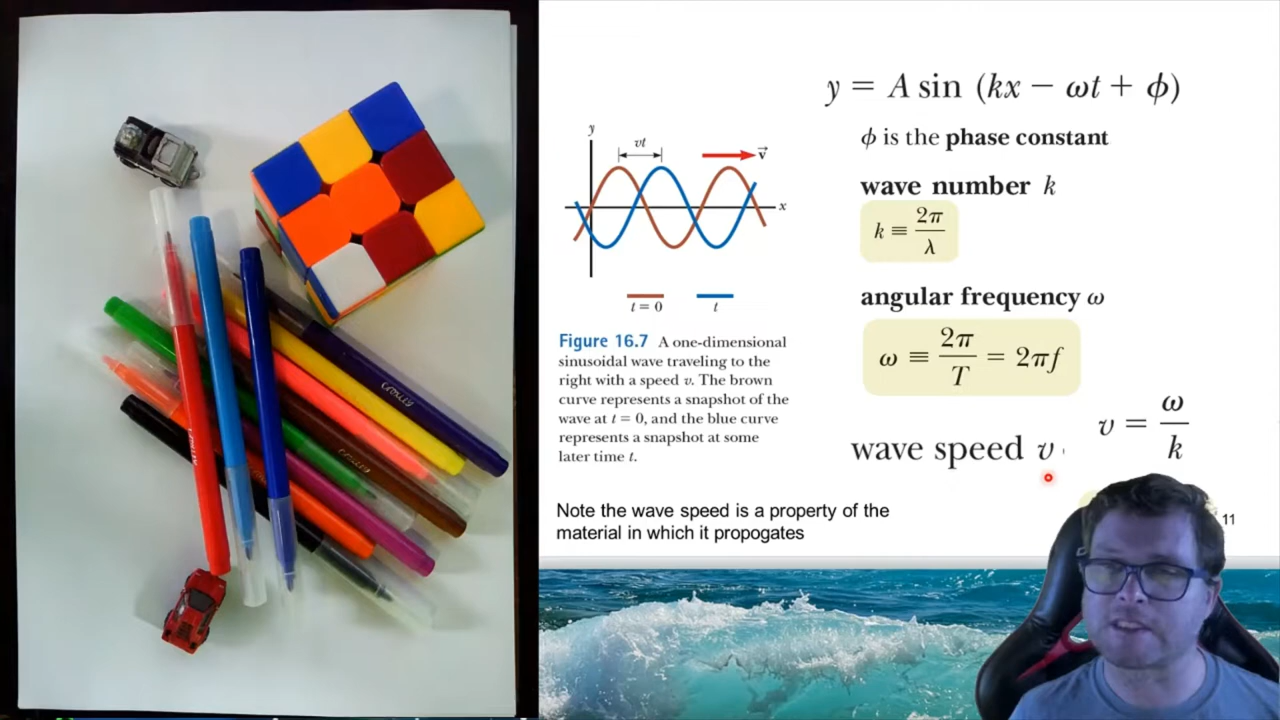 y = A sin (kx − ωt + ϕ)
ϕ is the phase constant
wave number k
k ≡ 2π/λ
angular frequency ω
ω ≡ 2π/T = 2πf
wave speed v
v = ω/k
y
vt
v⃗
x
t = 0
t
Figure 16.7 A one-dimensional
sinusoidal wave traveling to the
right with a speed v. The brown
curve represents a snapshot of the
wave at t = 0, and the blue curve
represents a snapshot at some
later time t.
Note the wave speed is a property of the
material in which it propogates
11